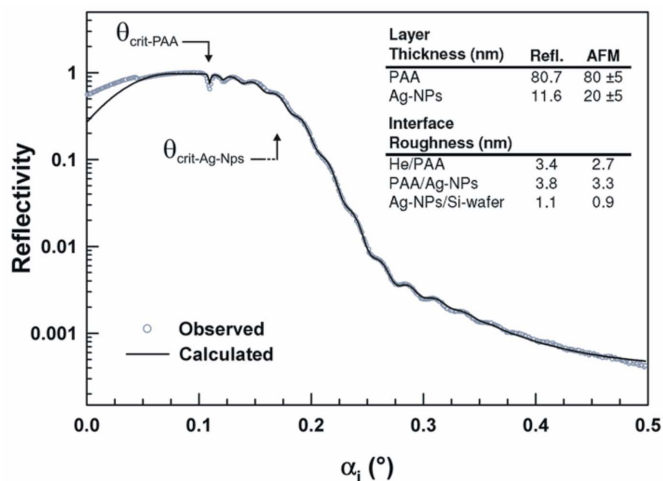 θcrit-PAA
Layer
Thickness (nm) Refl. AFM
PAA 80.7 80 ±5
Ag-NPs 11.6 20 ±5
Interface
Roughness (nm)
He/PAA 3.4 2.7
PAA/Ag-NPs 3.8 3.3
Ag-NPs/Si-wafer 1.1 0.9
θcrit-Ag-Nps
1
0.1
0.01
0.001
Reflectivity
Observed
Calculated
0.0 0.1 0.2 0.3 0.4 0.5
αi (°)